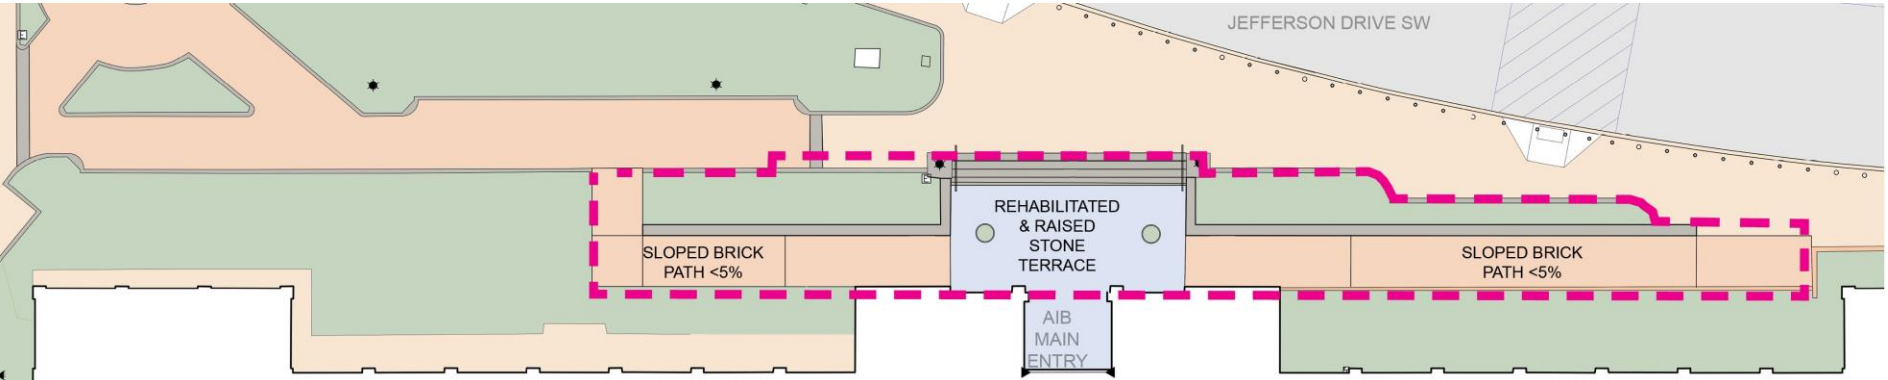 JEFFERSON DRIVE SW
REHABILITATED
& RAISED
STONE
TERRACE
SLOPED BRICK
PATH <5%
SLOPED BRICK
PATH <5%
AIB
MAIN
ENTRY